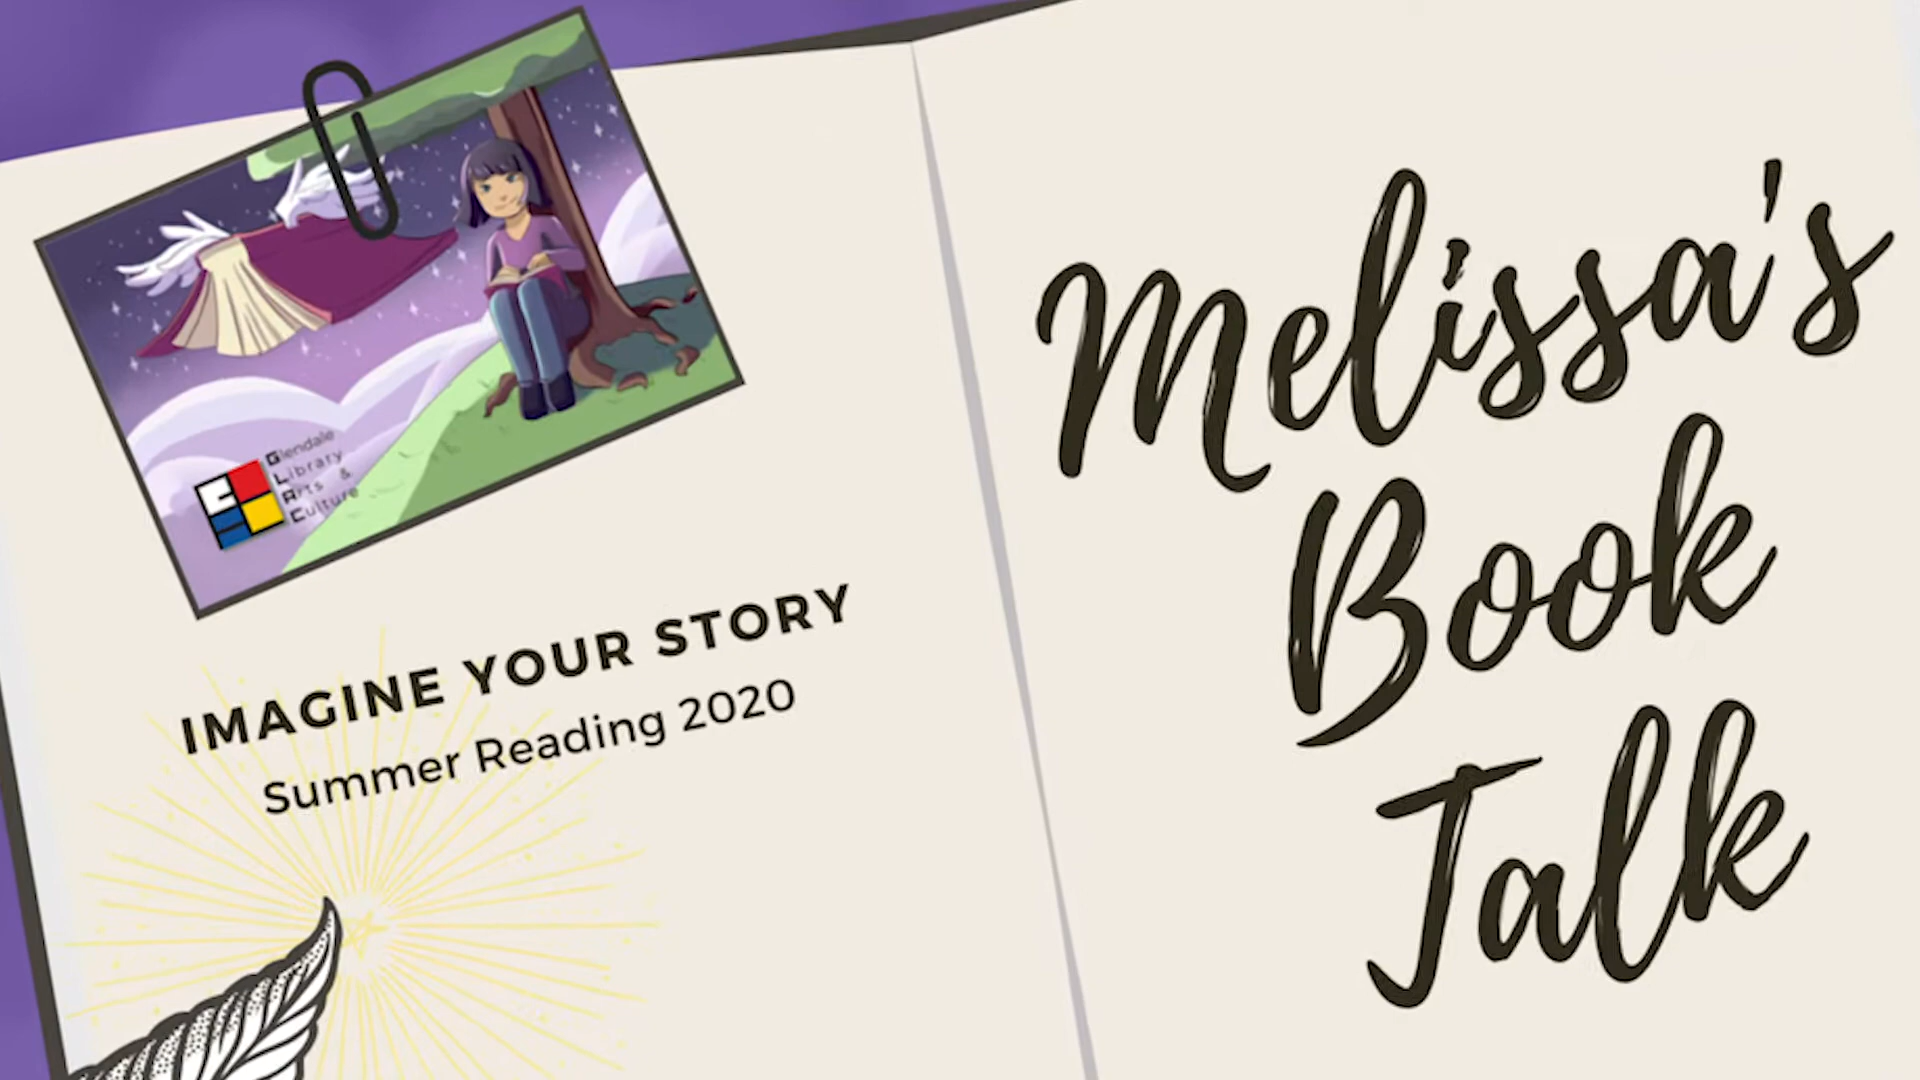 Glendale
Library
Arts &
Culture
IMAGINE YOUR STORY
Summer Reading 2020
Melissa's
Book
Talk